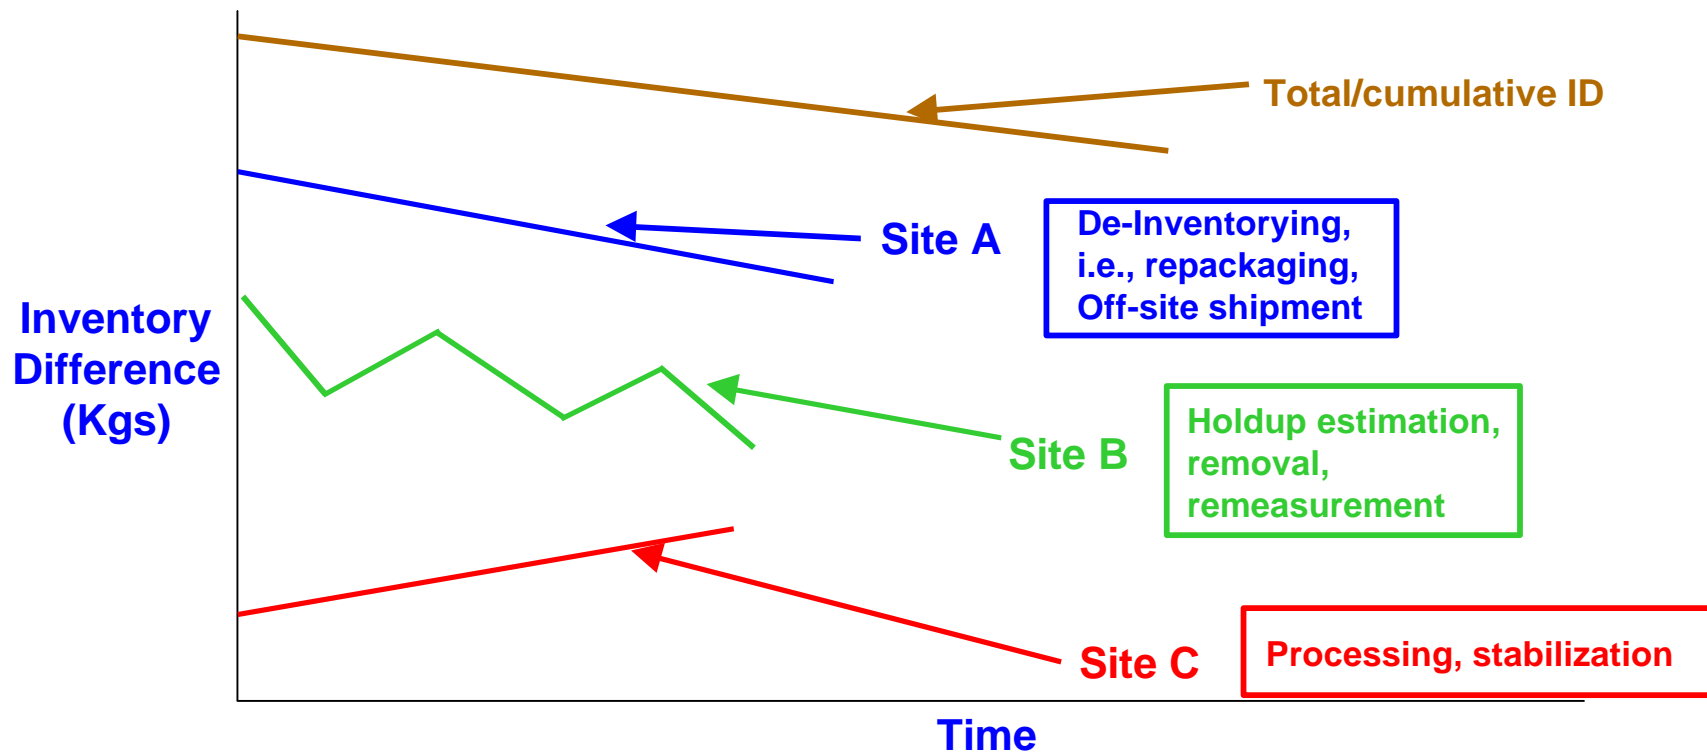 Total/cumulative ID
Site A
De-Inventorying,
i.e., repackaging,
Off-site shipment
Inventory
Difference
(Kgs)
Site B
Holdup estimation,
removal,
remeasurement
Site C
Processing, stabilization
Time